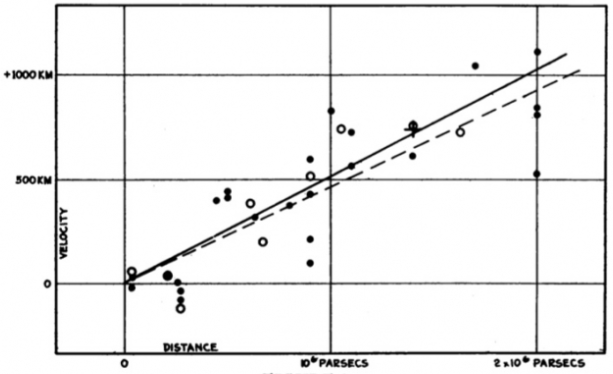 +1000 KM
500 KM
0
VELOCITY
DISTANCE
0
10⁶ PARSECS
2 x 10⁶ PARSECS